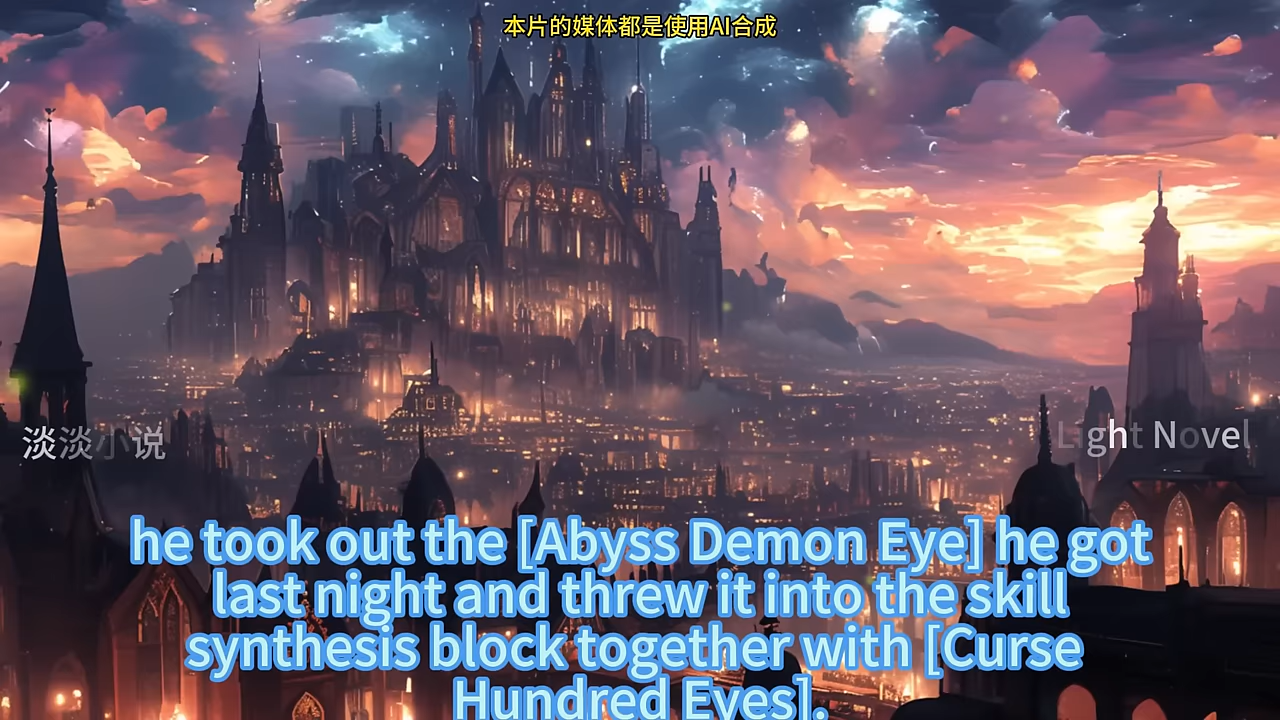 本片的媒体都是使用AI合成
淡淡小说
Light Novel
he took out the [Abyss Demon Eye] he got
last night and threw it into the skill
synthesis block together with [Curse
Hundred Eyes].